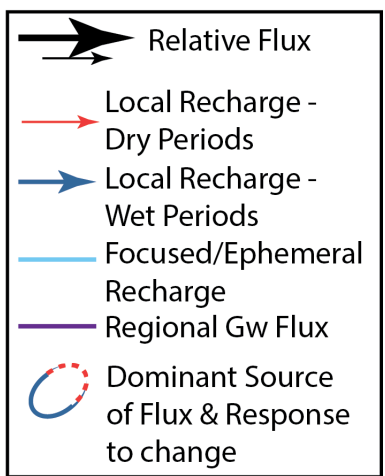 Relative Flux
Local Recharge -
Dry Periods
Local Recharge -
Wet Periods
Focused/Ephemeral
Recharge
Regional Gw Flux
Dominant Source
of Flux & Response
to change